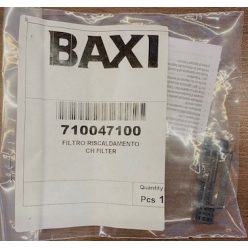 BAXI
710047100
FILTRO RISCALDAMENTO
CH FILTER
Quantity
Pcs 1